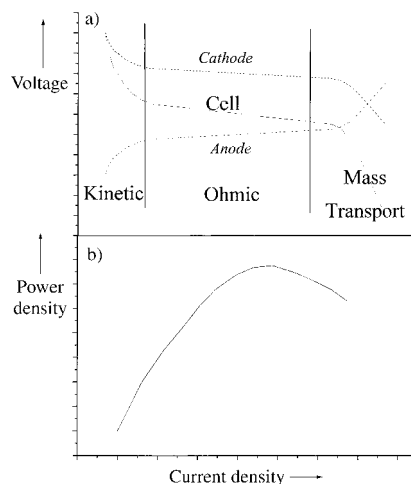 a)
Voltage
Cathode
Cell
Anode
Kinetic
Ohmic
Mass
Transport
b)
Power
density
Current density